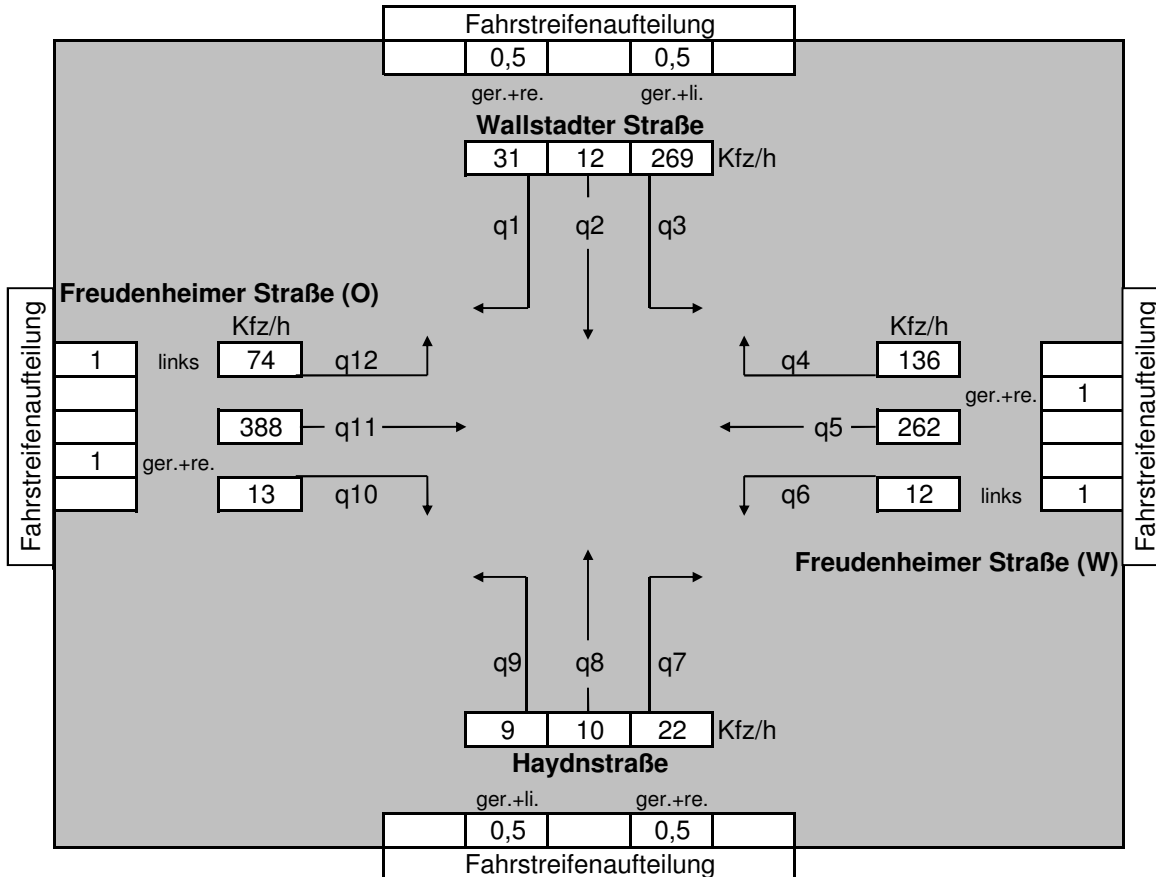 Fahrstreifenaufteilung
0,5 0,5
ger.+re. ger.+li.
Wallstadter Straße
31 12 269 Kfz/h
q1 q2 q3
Freudenheimer Straße (O)
Fahrstreifenaufteilung
Kfz/h Kfz/h
1 links 74 q12 q4 136
ger.+re. 1
388 q11 q5 262
1 ger.+re.
13 q10 q6 12 links 1
Fahrstreifenaufteilung
Freudenheimer Straße (W)
q9 q8 q7
9 10 22 Kfz/h
Haydnstraße
ger.+li. ger.+re.
0,5 0,5
Fahrstreifenaufteilung